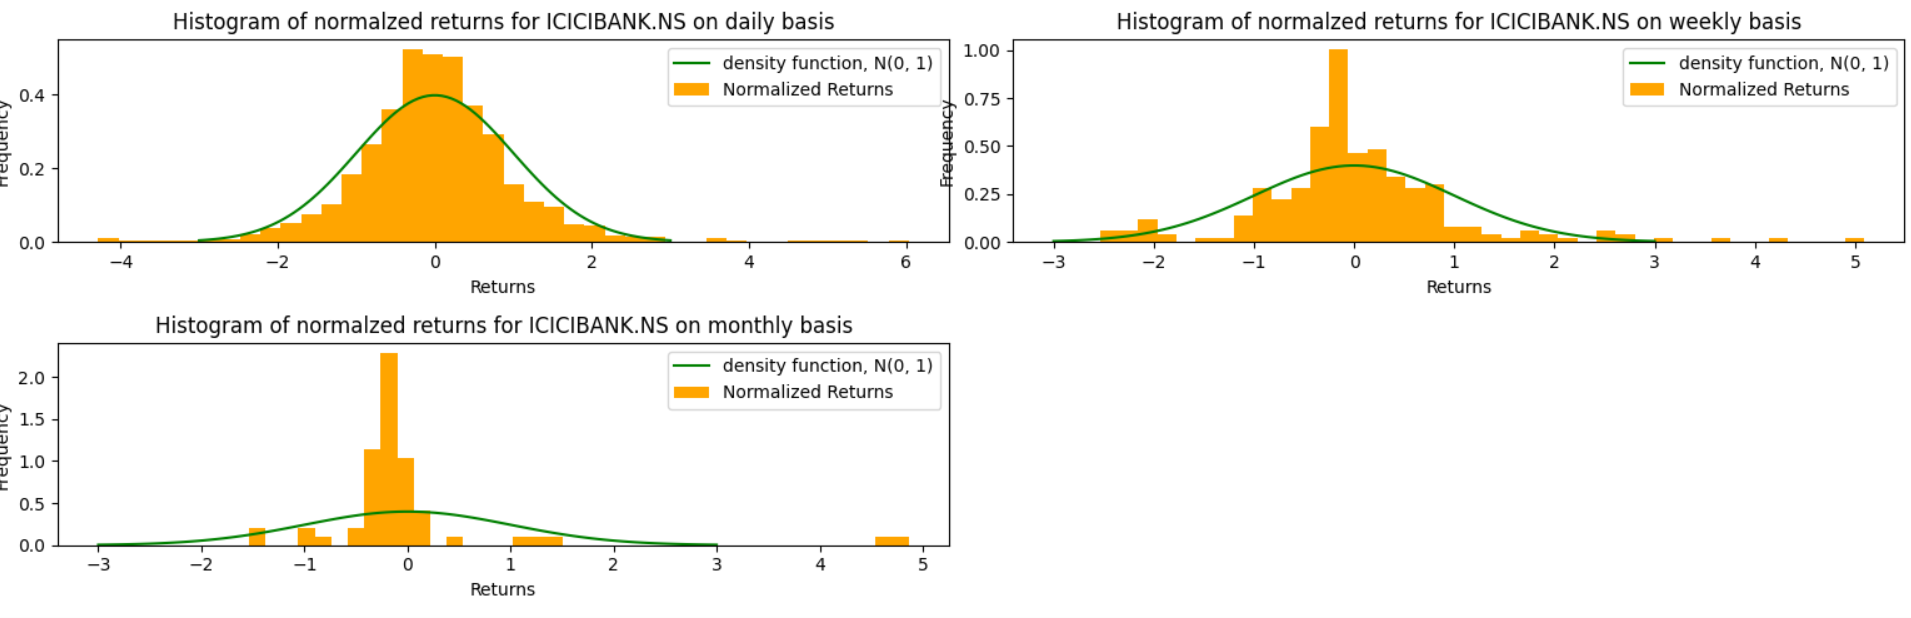 Histogram of normalzed returns for ICICIBANK.NS on daily basis
density function, N(0, 1)
Normalized Returns
Frequency
0.4
0.2
0.0
−4 −2 0 2 4 6
Returns
Histogram of normalzed returns for ICICIBANK.NS on weekly basis
density function, N(0, 1)
Normalized Returns
Frequency
1.00
0.75
0.50
0.25
0.00
−3 −2 −1 0 1 2 3 4 5
Returns
Histogram of normalzed returns for ICICIBANK.NS on monthly basis
density function, N(0, 1)
Normalized Returns
Frequency
2.0
1.5
1.0
0.5
0.0
−3 −2 −1 0 1 2 3 4 5
Returns